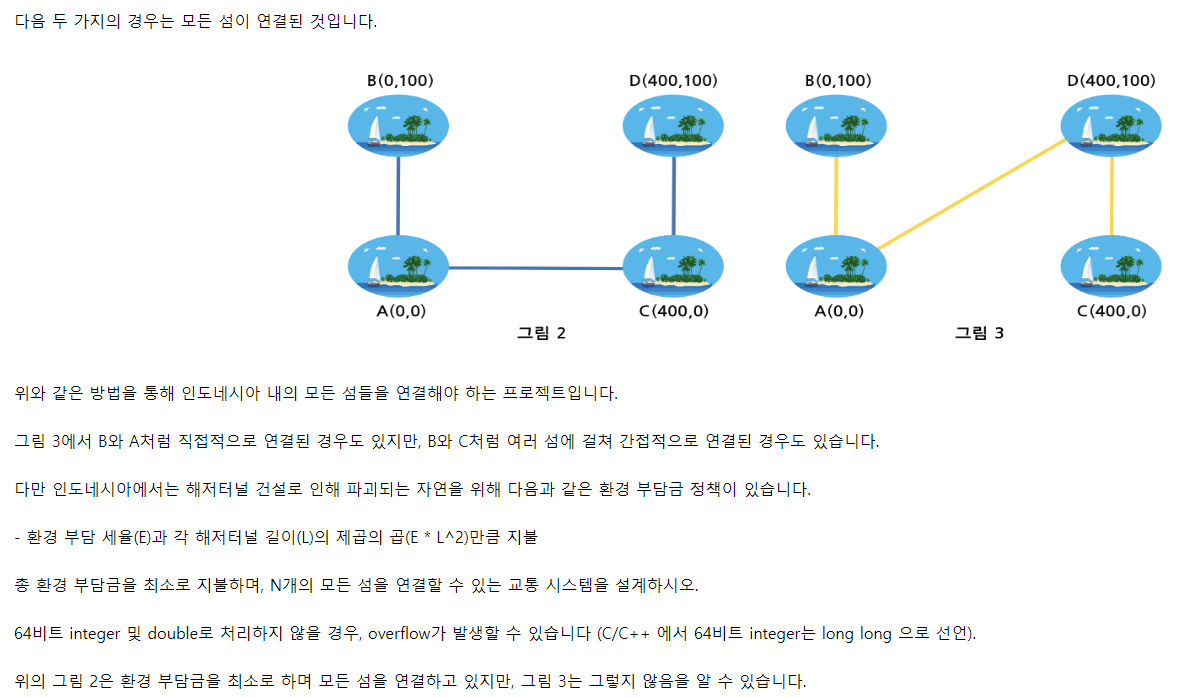 다음 두 가지의 경우는 모든 섬이 연결된 것입니다.
B(0,100) D(400,100) B(0,100) D(400,100)
A(0,0) C(400,0) A(0,0) C(400,0)
그림 2 그림 3
위와 같은 방법을 통해 인도네시아 내의 모든 섬들을 연결해야 하는 프로젝트입니다.
그림 3에서 B와 A처럼 직접적으로 연결된 경우도 있지만, B와 C처럼 여러 섬에 걸쳐 간접적으로 연결된 경우도 있습니다.
다만 인도네시아에서는 해저터널 건설로 인해 파괴되는 자연을 위해 다음과 같은 환경 부담금 정책이 있습니다.
- 환경 부담 세율(E)과 각 해저터널 길이(L)의 제곱의 곱(E * L^2)만큼 지불
총 환경 부담금을 최소로 지불하며, N개의 모든 섬을 연결할 수 있는 교통 시스템을 설계하시오.
64비트 integer 및 double로 처리하지 않을 경우, overflow가 발생할 수 있습니다 (C/C++ 에서 64비트 integer는 long long 으로 선언).
위의 그림 2은 환경 부담금을 최소로 하며 모든 섬을 연결하고 있지만, 그림 3는 그렇지 않음을 알 수 있습니다.